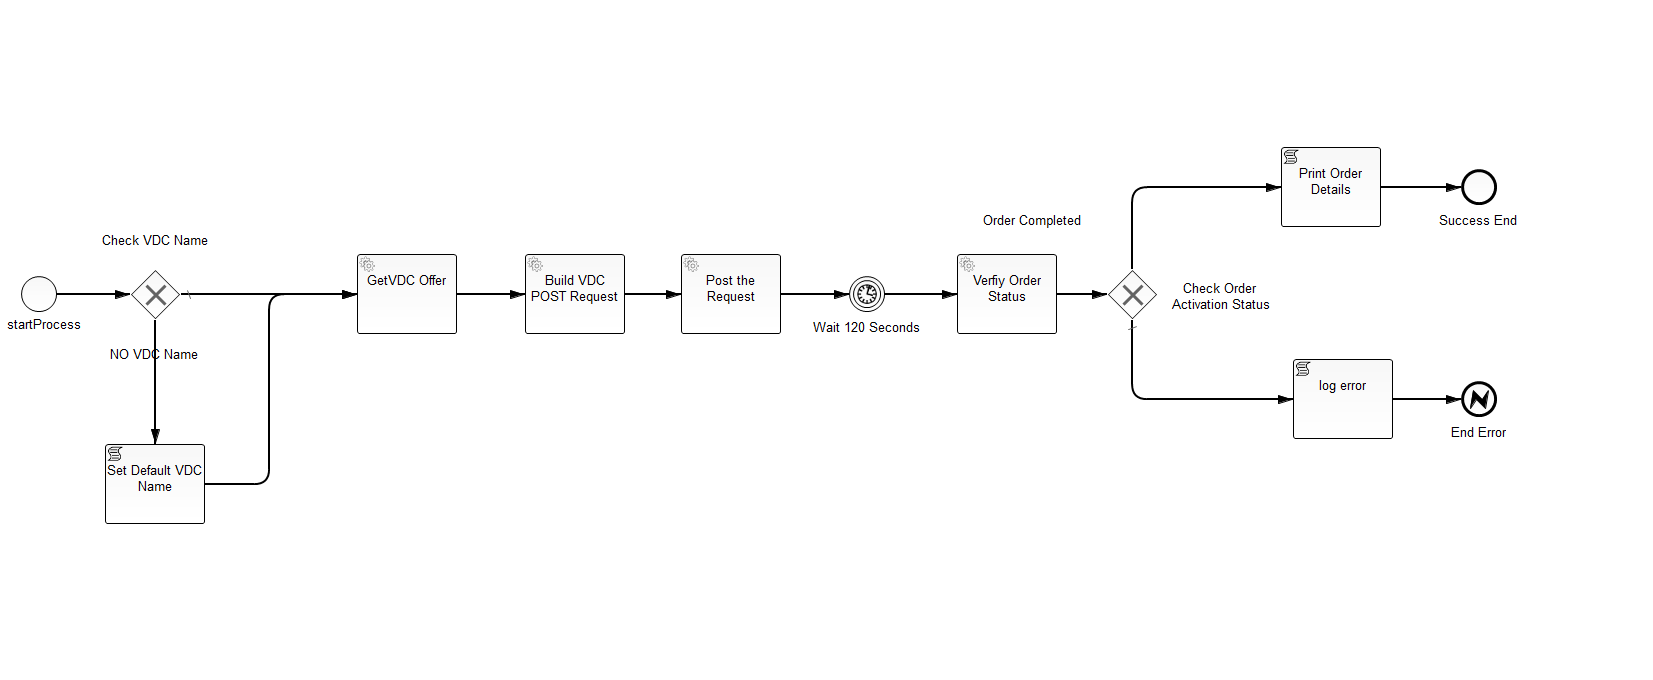 Check VDC Name
startProcess
NO VDC Name
Set Default VDC
Name
GetVDC Offer
Build VDC
POST Request
Post the
Request
Wait 120 Seconds
Verfiy Order
Status
Order Completed
Check Order
Activation Status
Print Order
Details
Success End
log error
End Error